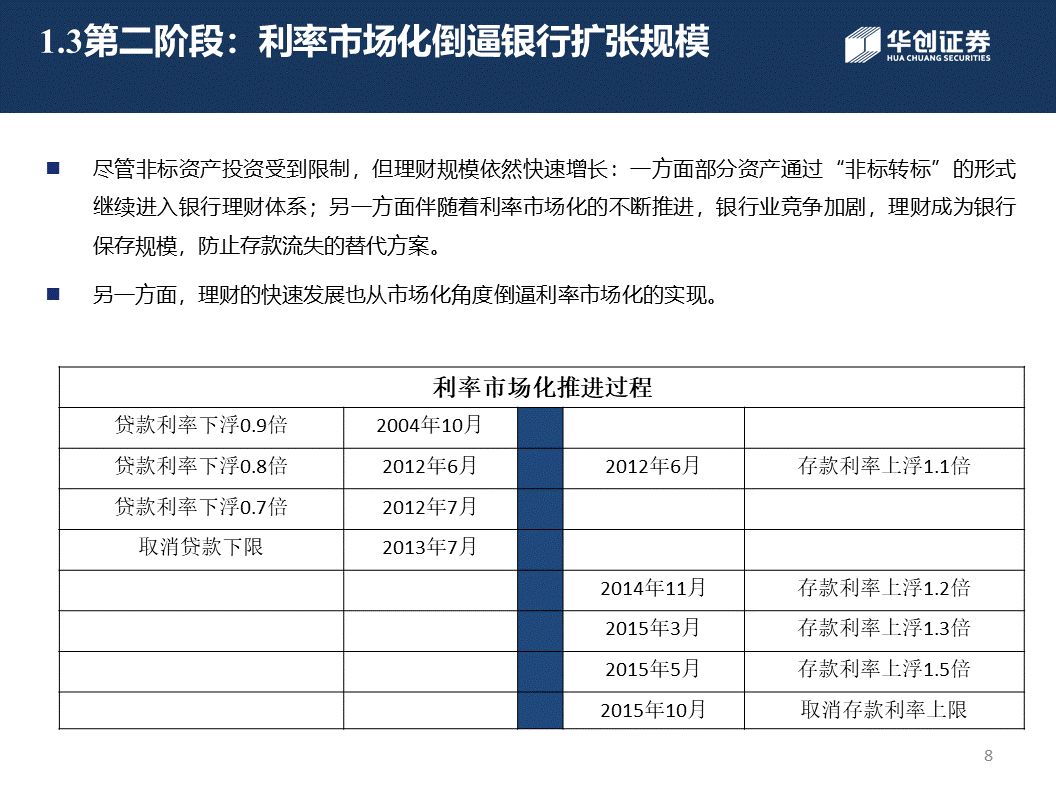 1.3第二阶段：利率市场化倒逼银行扩张规模
华创证券
HUA CHUANG SECURITIES
尽管非标资产投资受到限制，但理财规模依然快速增长：一方面部分资产通过“非标转标”的形式
继续进入银行理财体系；另一方面伴随着利率市场化的不断推进，银行业竞争加剧，理财成为银行
保存规模，防止存款流失的替代方案。
另一方面，理财的快速发展也从市场化角度倒逼利率市场化的实现。
利率市场化推进过程
贷款利率下浮0.9倍 2004年10月
贷款利率下浮0.8倍 2012年6月 2012年6月 存款利率上浮1.1倍
贷款利率下浮0.7倍 2012年7月
取消贷款下限 2013年7月
2014年11月 存款利率上浮1.2倍
2015年3月 存款利率上浮1.3倍
2015年5月 存款利率上浮1.5倍
2015年10月 取消存款利率上限
8